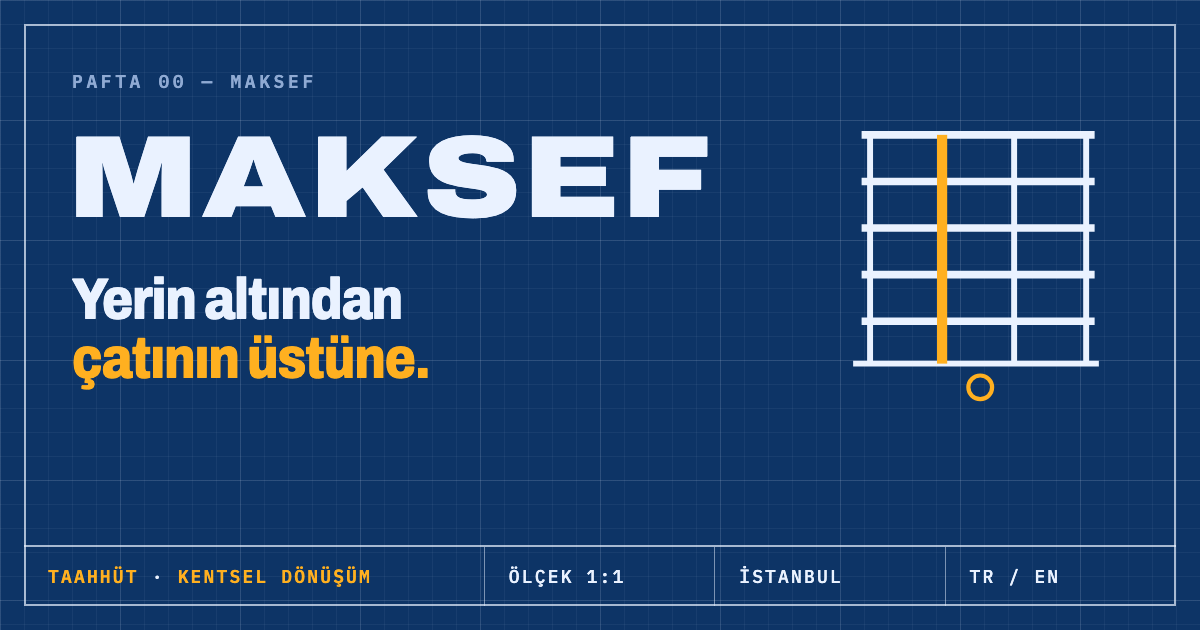 PAFTA 00 — MAKSEF
MAKSEF
Yerin altından
çatının üstüne.
TAAHHÜT · KENTSEL DÖNÜŞÜM
ÖLÇEK 1:1
İSTANBUL
TR / EN